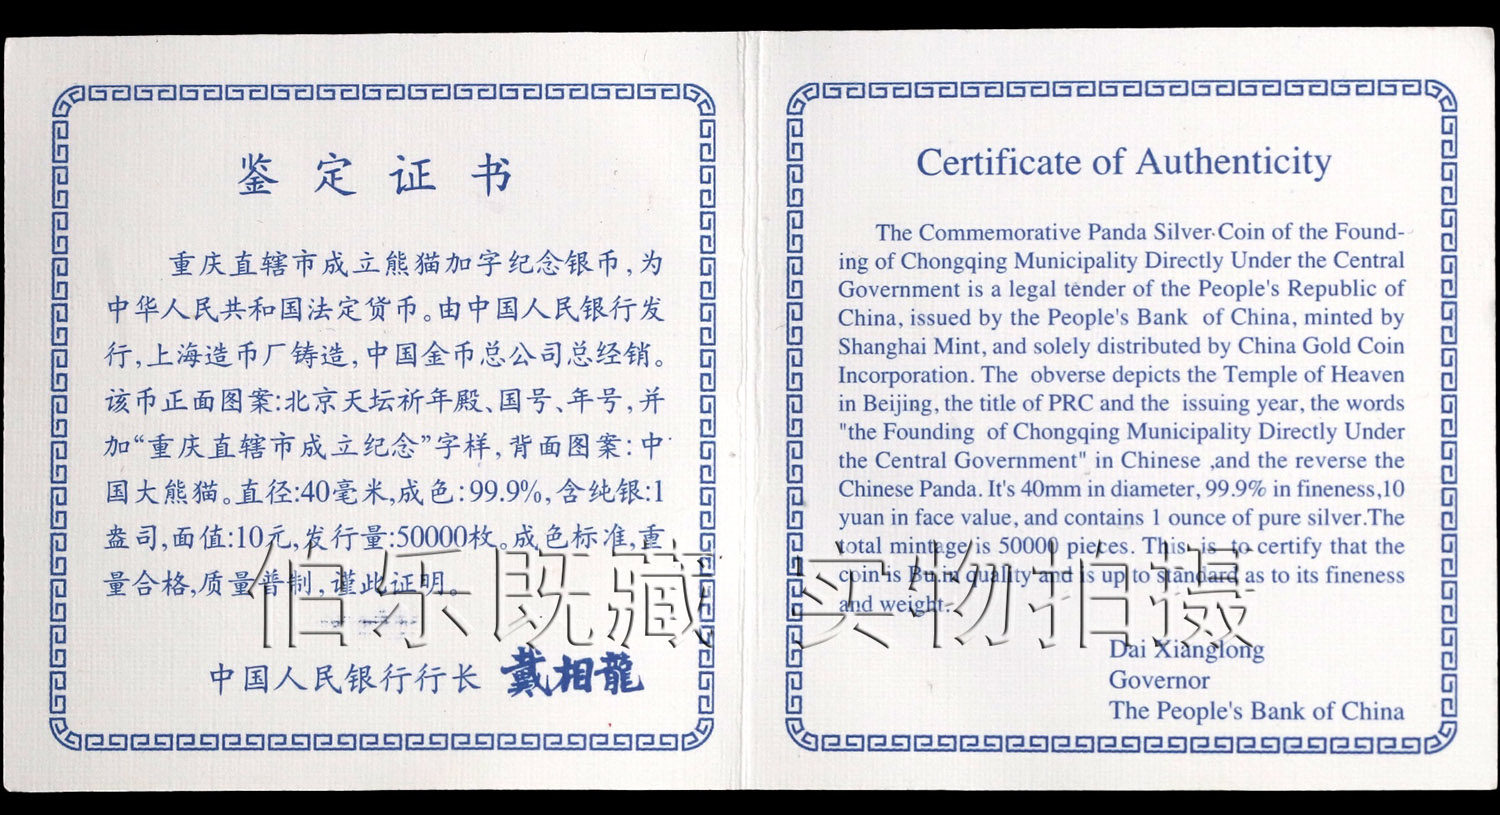 鉴定证书
重庆直辖市成立熊猫加字纪念银币,为
中华人民共和国法定货币。由中国人民银行发
行,上海造币厂铸造,中国金币总公司总经销。
该币正面图案:北京天坛祈年殿、国号、年号,并
加“重庆直辖市成立纪念”字样,背面图案:中
国大熊猫。直径:40毫米,成色:99.9%,含纯银:1
盎司,面值:10元,发行量:50000枚。成色标准,重
量合格,质量普制,谨此证明。
中国人民银行行长 戴相龍
Certificate of Authenticity
The Commemorative Panda Silver Coin of the Found-
ing of Chongqing Municipality Directly Under the Central
Government is a legal tender of the People's Republic of
China, issued by the People's Bank of China, minted by
Shanghai Mint, and solely distributed by China Gold Coin
Incorporation. The obverse depicts the Temple of Heaven
in Beijing, the title of PRC and the issuing year, the words
"the Founding of Chongqing Municipality Directly Under
the Central Government" in Chinese ,and the reverse the
Chinese Panda. It's 40mm in diameter, 99.9% in fineness,10
yuan in face value, and contains 1 ounce of pure silver.The
total mintage is 50000 pieces. This is to certify that the
coin is Bu.in quality and is up to standard as to its fineness
and weight.
Dai Xianglong
Governor
The People's Bank of China
伯乐既藏 实物拍摄